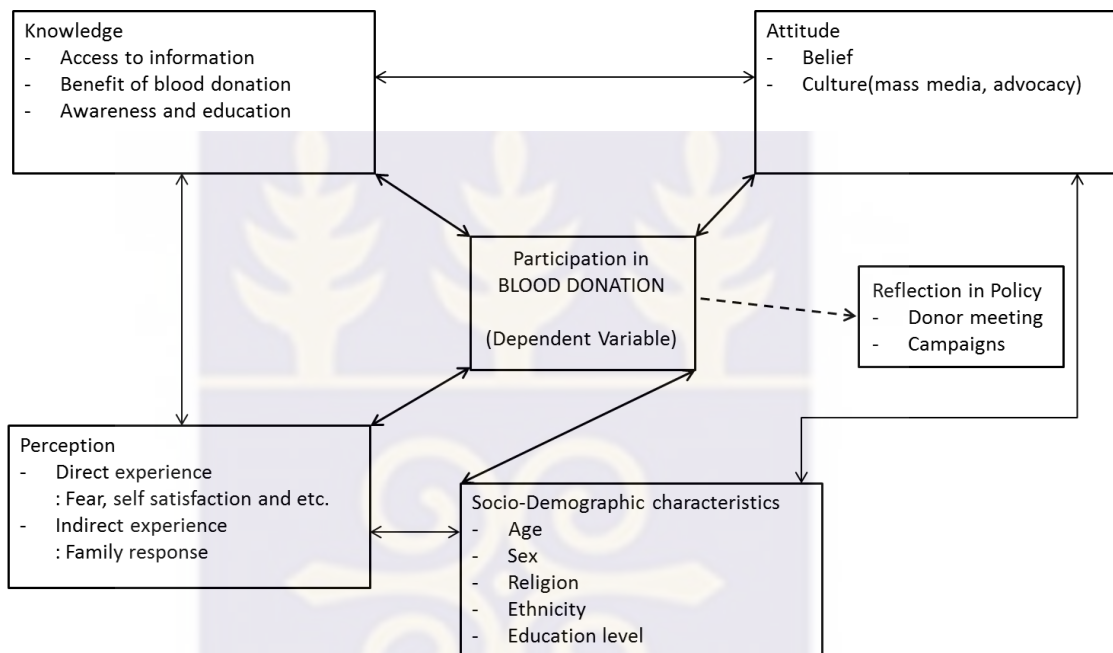 Knowledge
- Access to information
- Benefit of blood donation
- Awareness and education
Attitude
- Belief
- Culture(mass media, advocacy)
Participation in
BLOOD DONATION
(Dependent Variable)
Reflection in Policy
- Donor meeting
- Campaigns
Perception
- Direct experience
: Fear, self satisfaction and etc.
- Indirect experience
: Family response
Socio-Demographic characteristics
- Age
- Sex
- Religion
- Ethnicity
- Education level